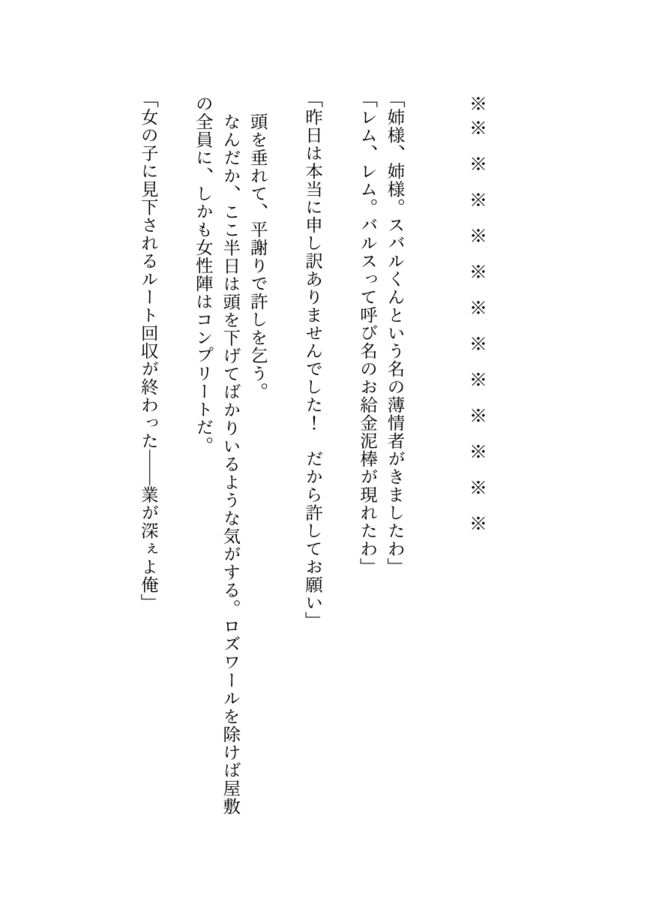 ※※　※　※　※　※　※　※　※　※　※　※　※
「姉様、姉様。スバルくんという名の薄情者がきましたわ」
「レム、レム。バルスって呼び名のお給金泥棒が現れたわ」
「昨日は本当に申し訳ありませんでした！　だから許してお願い」
　頭を垂れて、平謝りで許しを乞う。
　なんだか、ここ半日は頭を下げてばかりいるような気がする。ロズワールを除けば屋敷
の全員に、しかも女性陣はコンプリートだ。
「女の子に見下されるルート回収が終わった――業が深ぇよ俺」